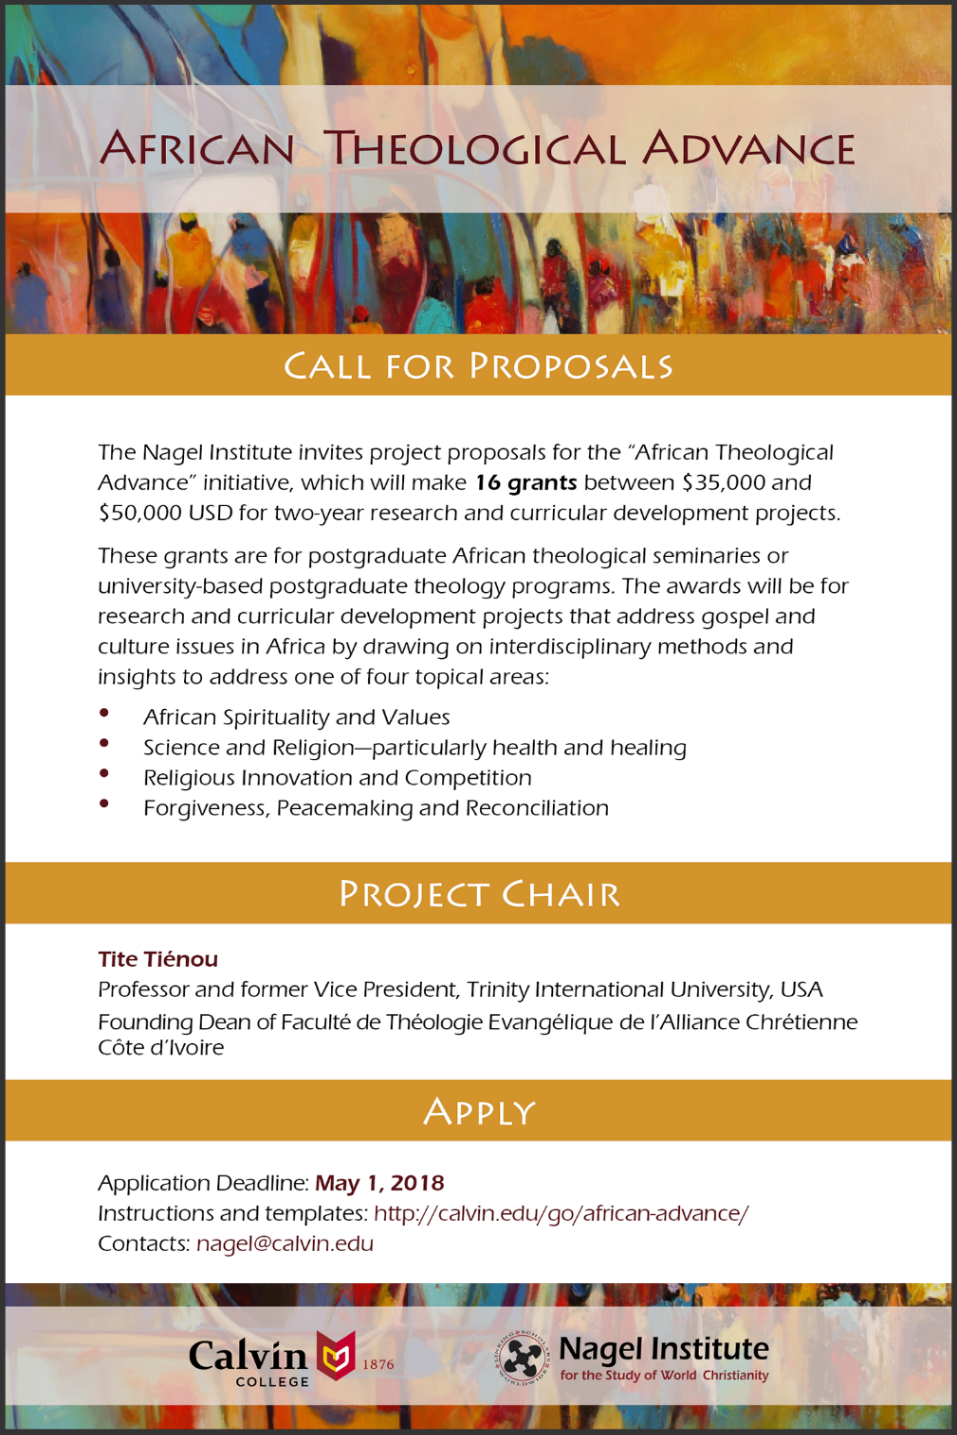 AFRICAN THEOLOGICAL ADVANCE
CALL FOR PROPOSALS
The Nagel Institute invites project proposals for the “African Theological
Advance” initiative, which will make 16 grants between $35,000 and
$50,000 USD for two-year research and curricular development projects.
These grants are for postgraduate African theological seminaries or
university-based postgraduate theology programs. The awards will be for
research and curricular development projects that address gospel and
culture issues in Africa by drawing on interdisciplinary methods and
insights to address one of four topical areas:
• African Spirituality and Values
• Science and Religion—particularly health and healing
• Religious Innovation and Competition
• Forgiveness, Peacemaking and Reconciliation
PROJECT CHAIR
Tite Tiénou
Professor and former Vice President, Trinity International University, USA
Founding Dean of Faculté de Théologie Evangélique de l’Alliance Chrétienne
Côte d’Ivoire
APPLY
Application Deadline: May 1, 2018
Instructions and templates: http://calvin.edu/go/african-advance/
Contacts: nagel@calvin.edu
Calvin
COLLEGE
1876
LINKING SCHOLARS WORLDWIDE
Nagel Institute
for the Study of World Christianity